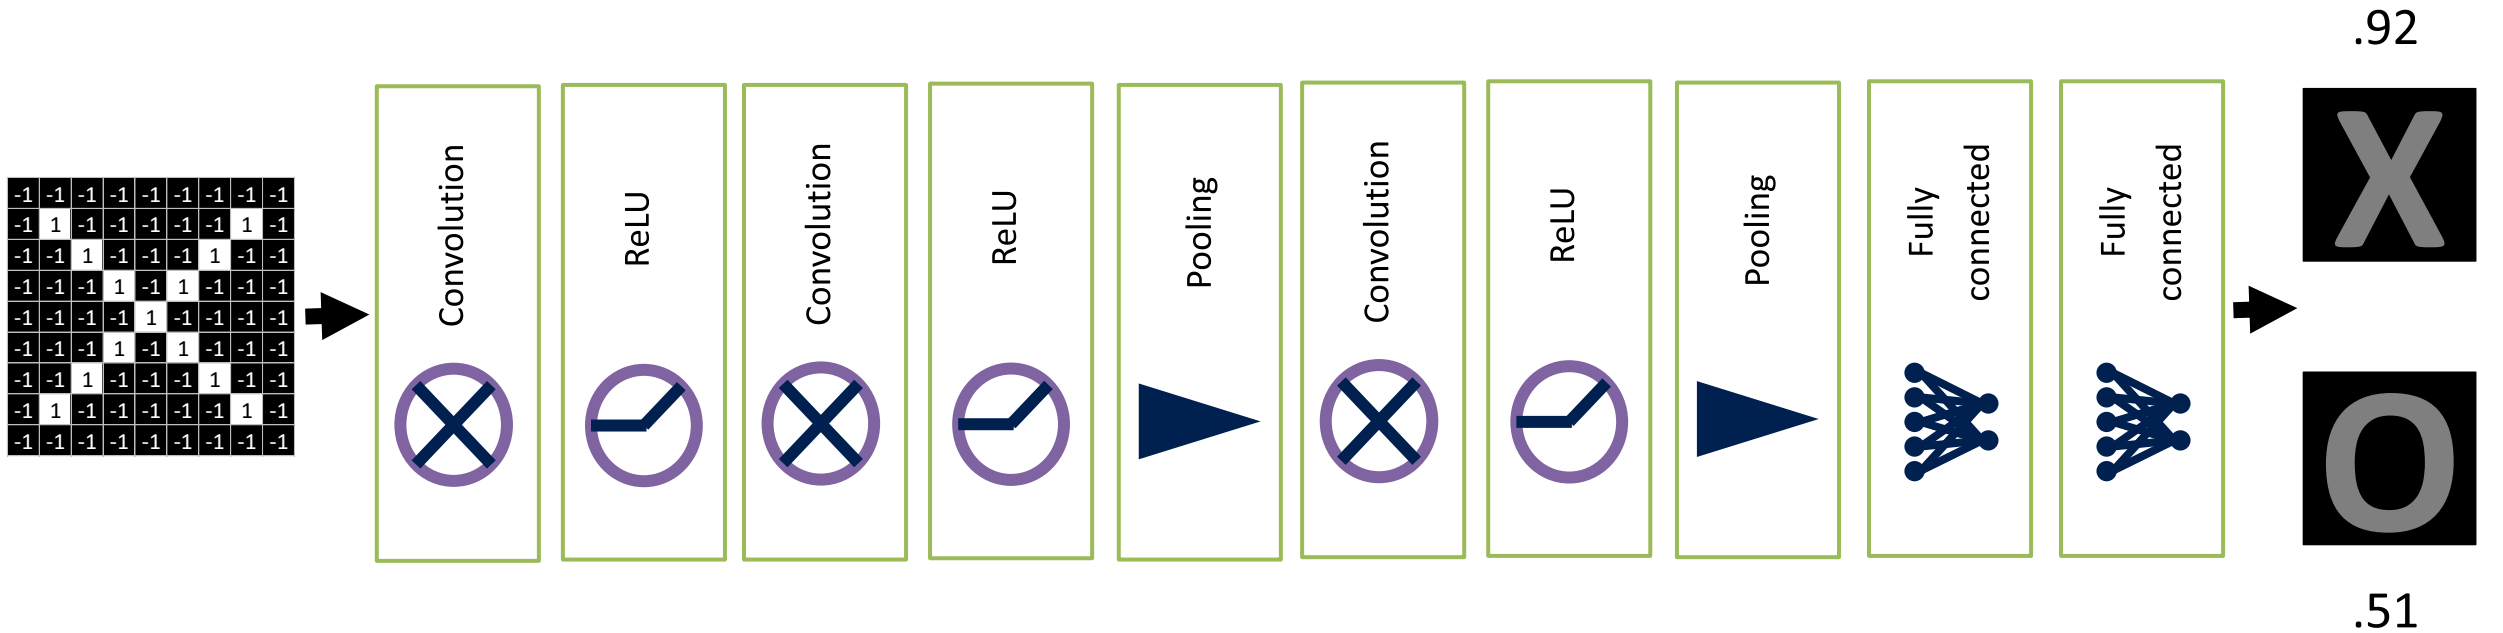 -1 -1 -1 -1 -1 -1 -1 -1 -1
-1 1 -1 -1 -1 -1 -1 1 -1
-1 -1 1 -1 -1 -1 1 -1 -1
-1 -1 -1 1 -1 1 -1 -1 -1
-1 -1 -1 -1 1 -1 -1 -1 -1
-1 -1 -1 1 -1 1 -1 -1 -1
-1 -1 1 -1 -1 -1 1 -1 -1
-1 1 -1 -1 -1 -1 -1 1 -1
-1 -1 -1 -1 -1 -1 -1 -1 -1
Convolution
ReLU
Convolution
ReLU
Pooling
Convolution
ReLU
Pooling
Fully
connected
Fully
connected
.92
X
O
.51